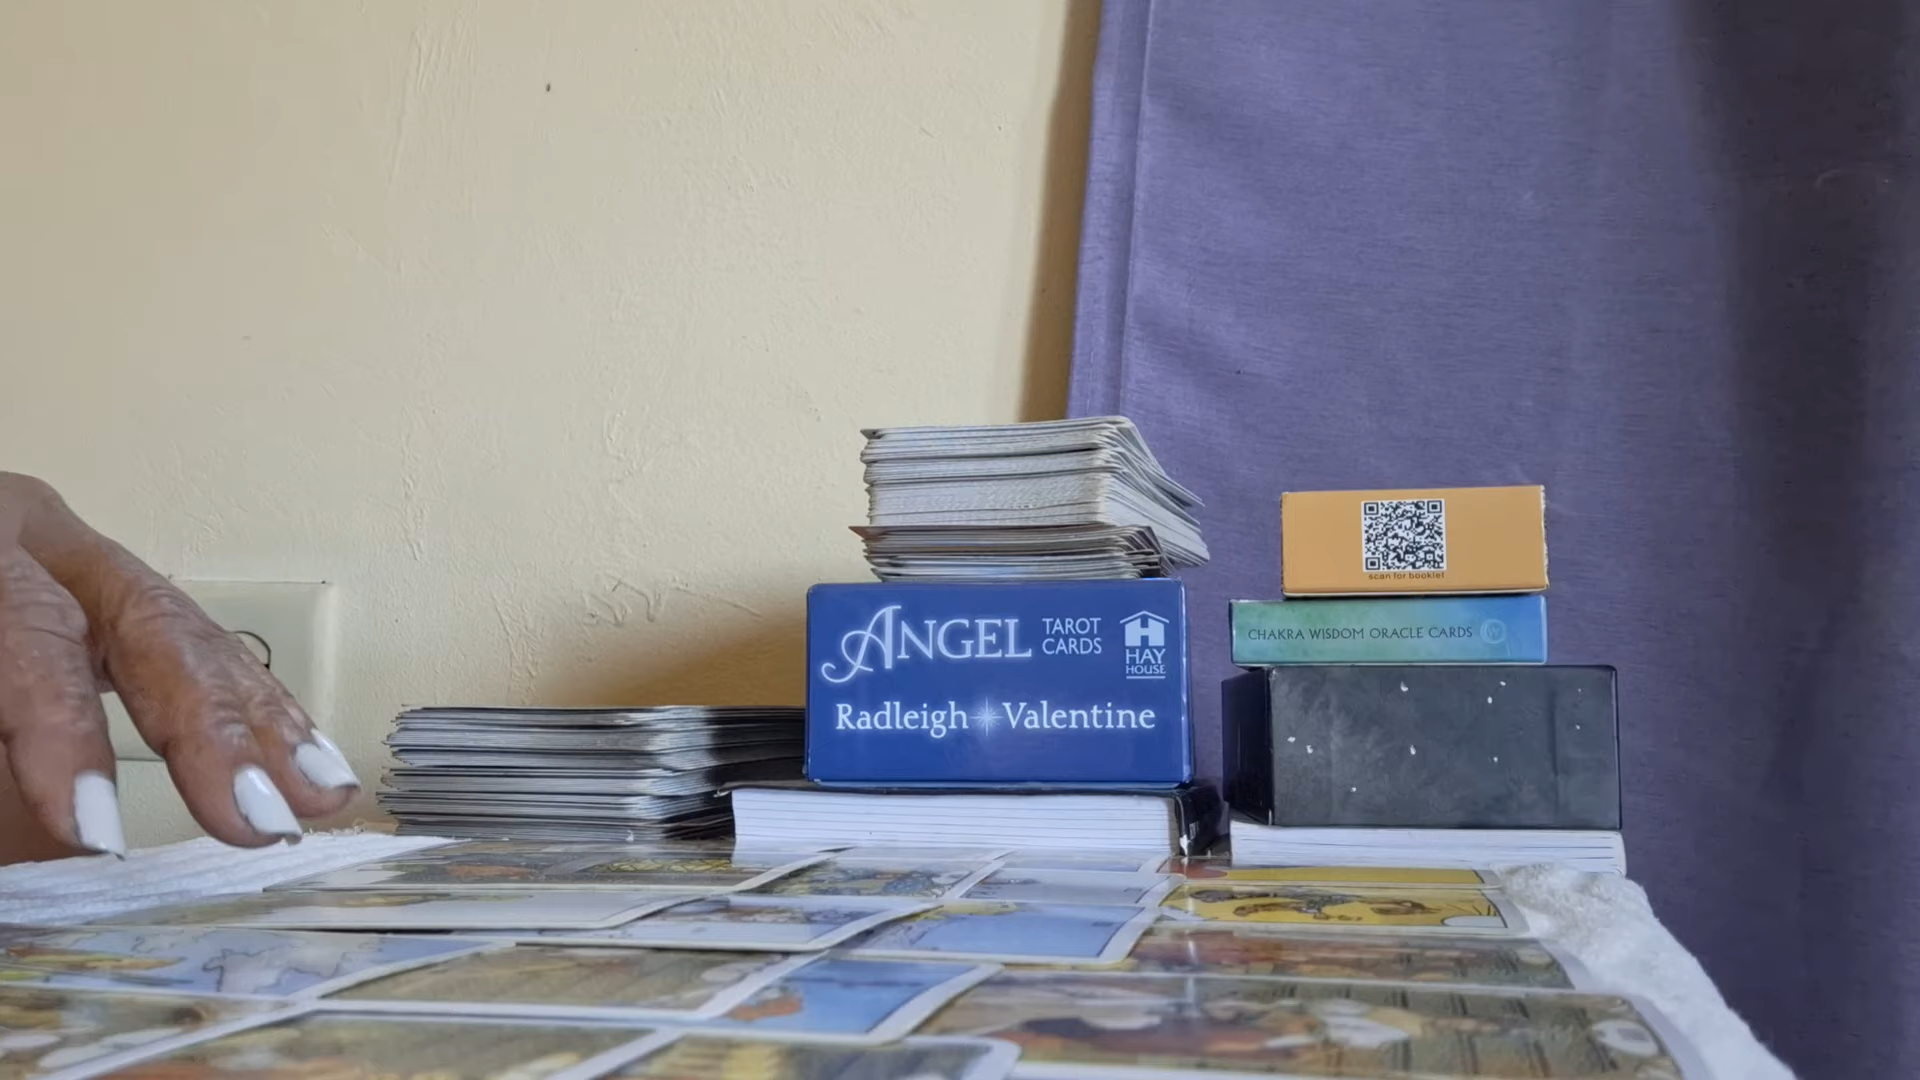 ANGEL TAROT CARDS
HAY HOUSE
Radleigh Valentine
scan for booklet
CHAKRA WISDOM ORACLE CARDS